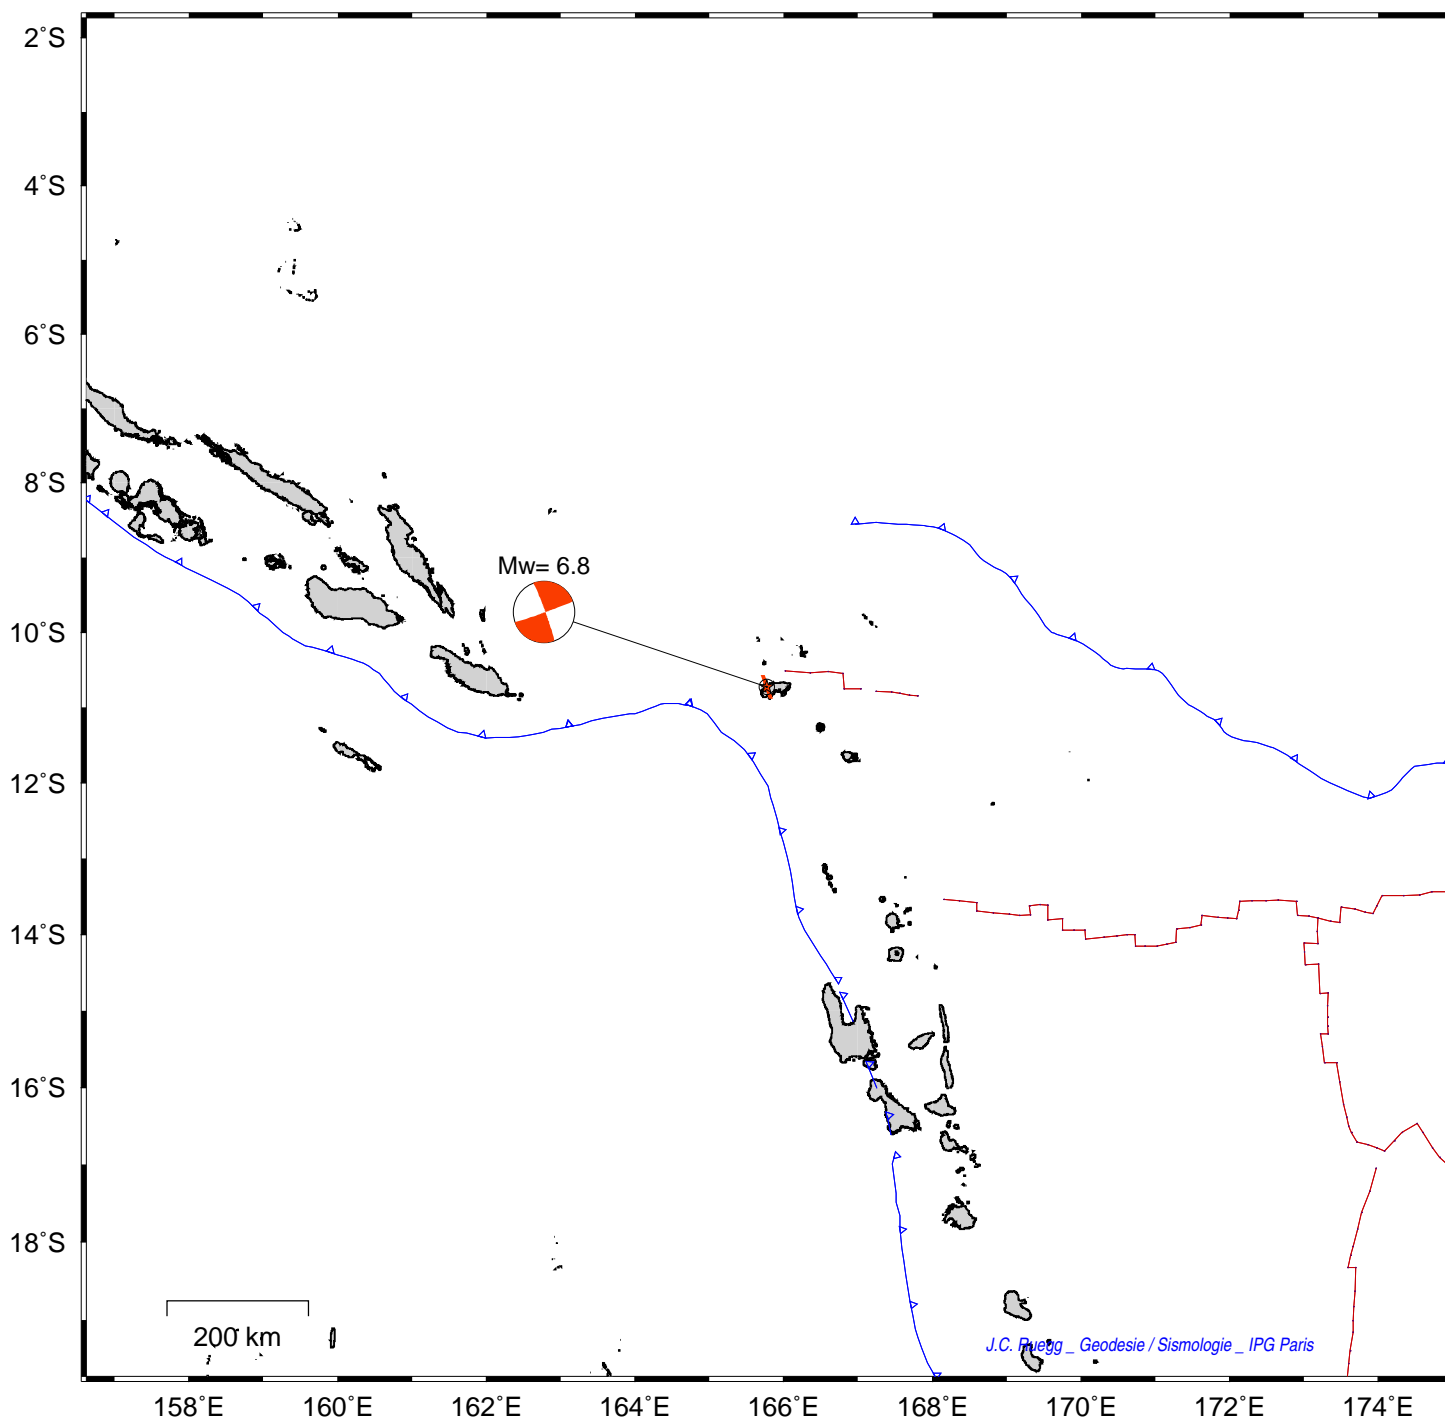 2˚S
4˚S
6˚S
8˚S
Mw= 6.8
10˚S
12˚S
14˚S
16˚S
18˚S
200 km
J.C. Ruegg _ Geodesie / Sismologie _ IPG Paris
158˚E 160˚E 162˚E 164˚E 166˚E 168˚E 170˚E 172˚E 174˚E